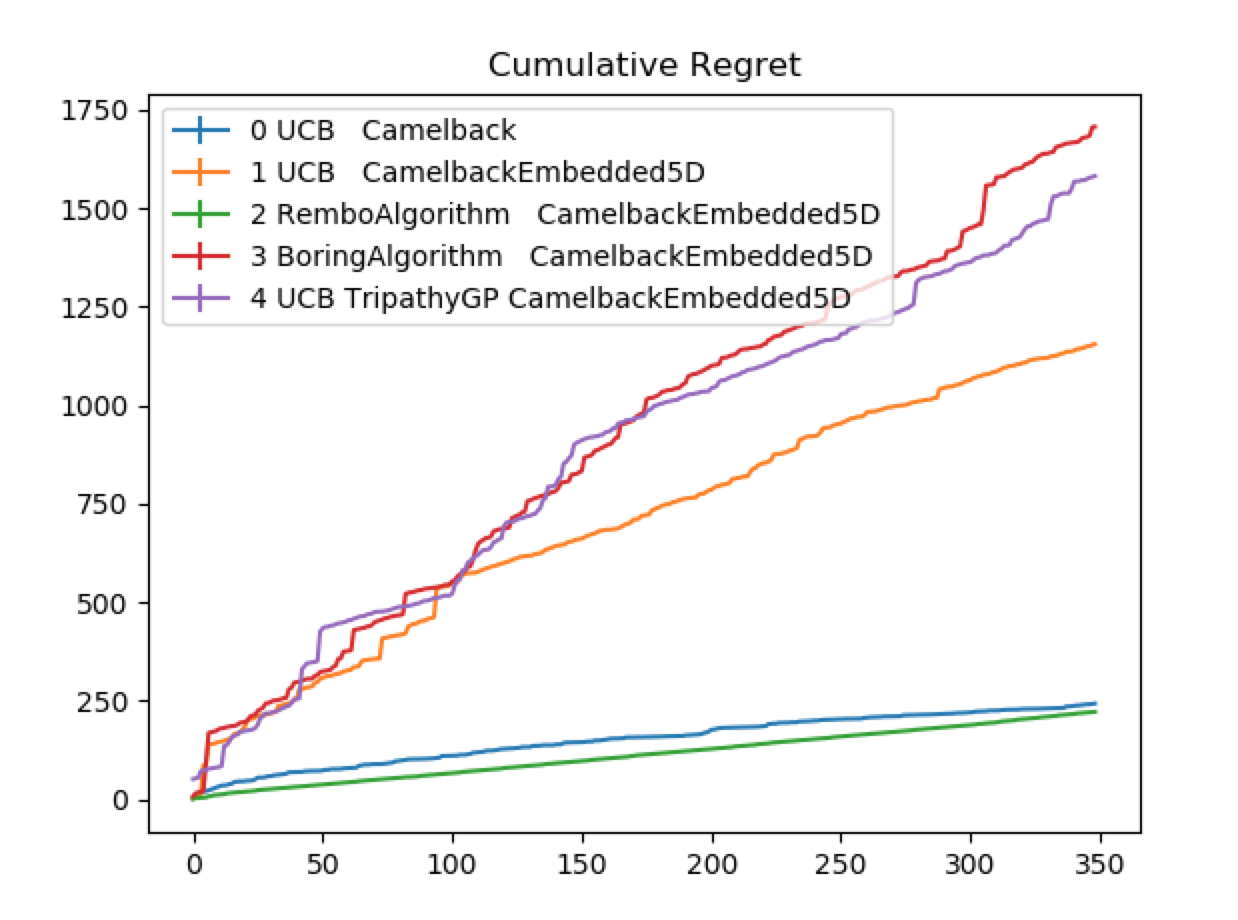 Cumulative Regret
1750
1500
1250
1000
750
500
250
0
0 UCB   Camelback
1 UCB   CamelbackEmbedded5D
2 RemboAlgorithm   CamelbackEmbedded5D
3 BoringAlgorithm   CamelbackEmbedded5D
4 UCB TripathyGP CamelbackEmbedded5D
0 50 100 150 200 250 300 350